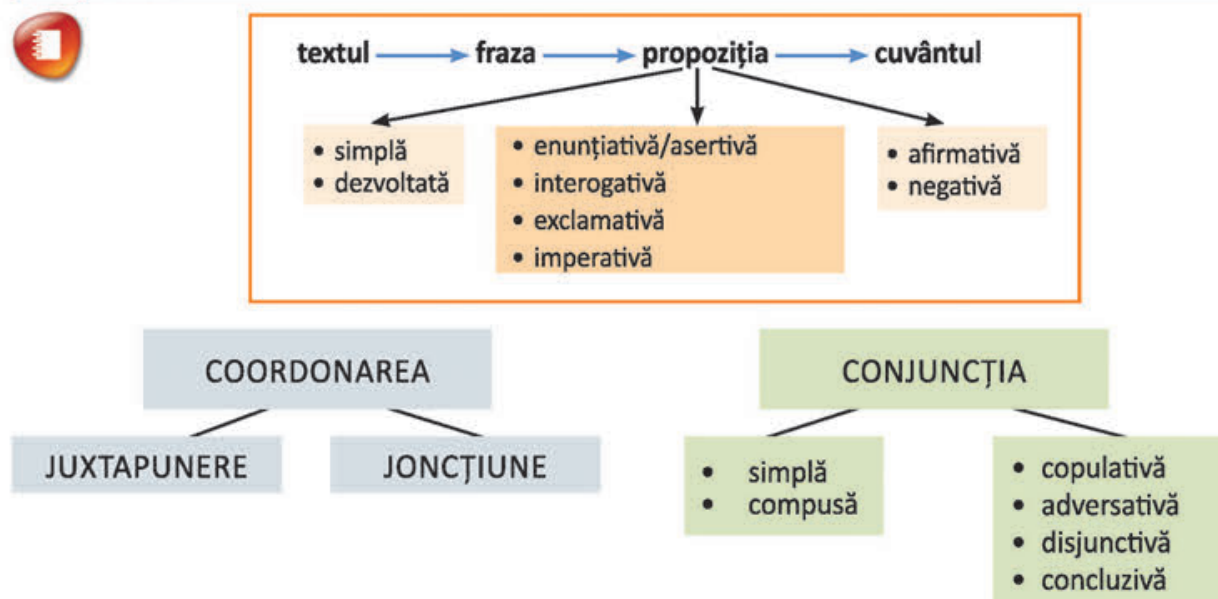 textul fraza propoziția cuvântul
• simplă
• dezvoltată
• enunțiativă/asertivă
• interogativă
• exclamativă
• imperativă
• afirmativă
• negativă
COORDONAREA
JUXTAPUNERE
JONCȚIUNE
CONJUNCȚIA
• simplă
• compusă
• copulativă
• adversativă
• disjunctivă
• concluzivă